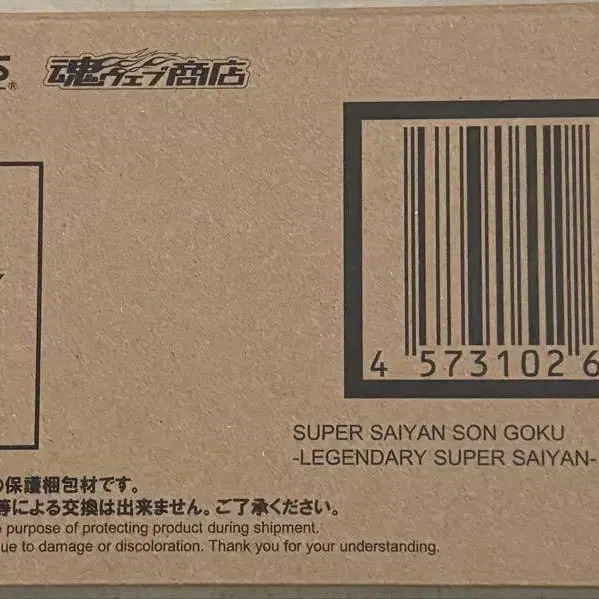 S®
魂ウェブ商店
4 573102 6
SUPER SAIYAN SON GOKU
-LEGENDARY SUPER SAIYAN-
の保護梱包材です。
等による交換は出来ません。ご了承ください。
purpose of protecting product during shipment.
ue to damage or discoloration. Thank you for your understanding.